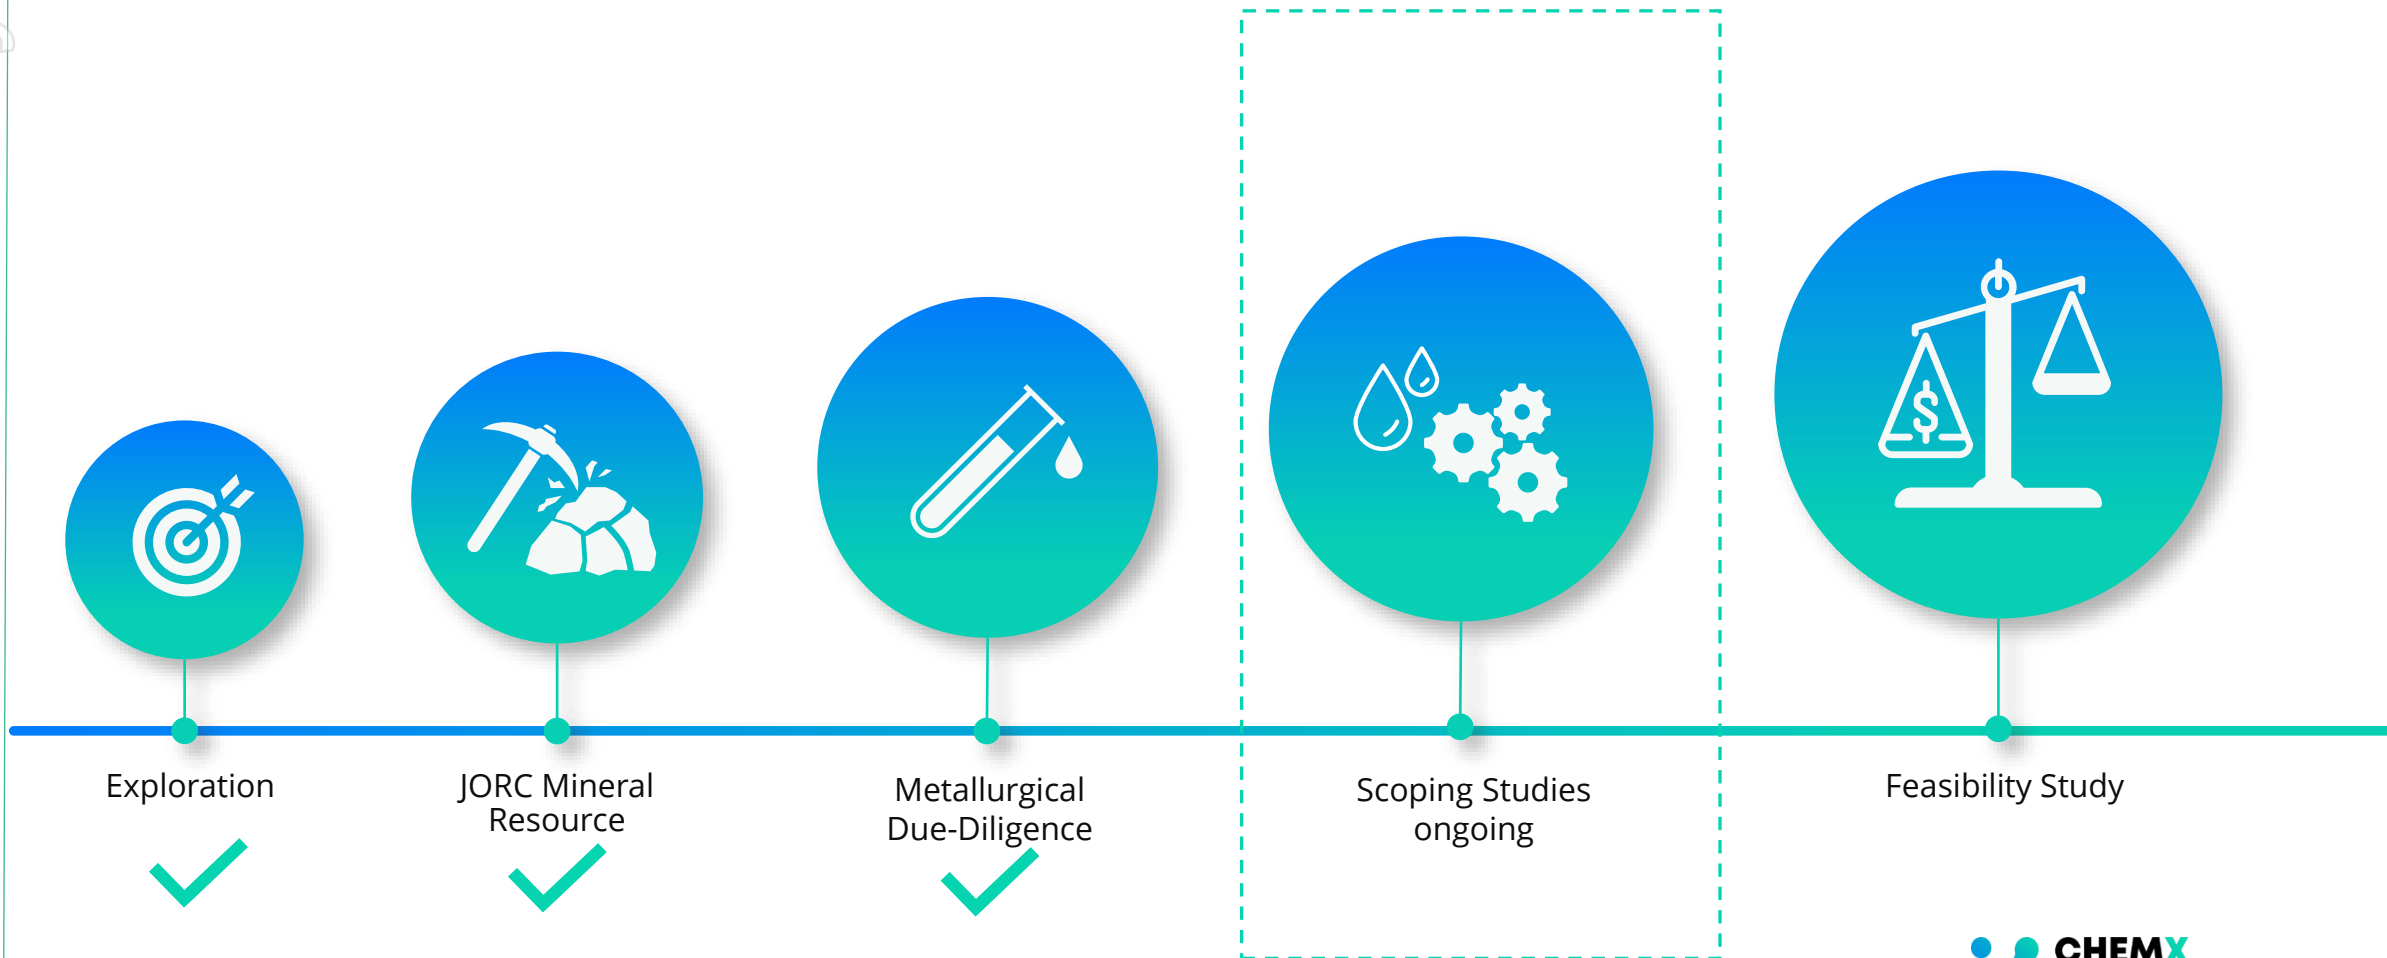 $
Exploration
JORC Mineral
Resource
Metallurgical
Due-Diligence
Scoping Studies
ongoing
Feasibility Study
CHEMX